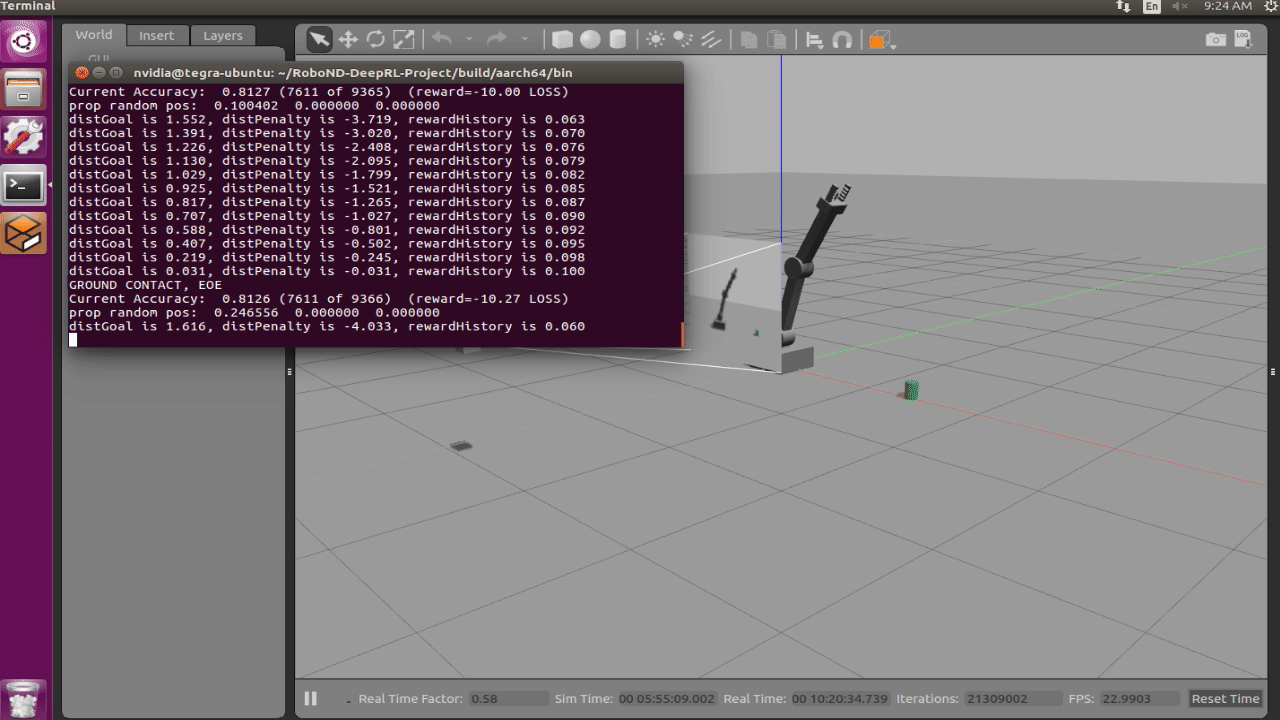 Terminal
En
9:24 AM
World Insert Layers
GUI
LOG
nvidia@tegra-ubuntu: ~/RoboND-DeepRL-Project/build/aarch64/bin
Current Accuracy:  0.8127 (7611 of 9365)  (reward=-10.00 LOSS)
prop random pos:  0.100402  0.000000  0.000000
distGoal is 1.552, distPenalty is -3.719, rewardHistory is 0.063
distGoal is 1.391, distPenalty is -3.020, rewardHistory is 0.070
distGoal is 1.226, distPenalty is -2.408, rewardHistory is 0.076
distGoal is 1.130, distPenalty is -2.095, rewardHistory is 0.079
distGoal is 1.029, distPenalty is -1.799, rewardHistory is 0.082
distGoal is 0.925, distPenalty is -1.521, rewardHistory is 0.085
distGoal is 0.817, distPenalty is -1.265, rewardHistory is 0.087
distGoal is 0.707, distPenalty is -1.027, rewardHistory is 0.090
distGoal is 0.588, distPenalty is -0.801, rewardHistory is 0.092
distGoal is 0.407, distPenalty is -0.502, rewardHistory is 0.095
distGoal is 0.219, distPenalty is -0.245, rewardHistory is 0.098
distGoal is 0.031, distPenalty is -0.031, rewardHistory is 0.100
GROUND CONTACT, EOE
Current Accuracy:  0.8126 (7611 of 9366)  (reward=-10.27 LOSS)
prop random pos:  0.246556  0.000000  0.000000
distGoal is 1.616, distPenalty is -4.033, rewardHistory is 0.060
Real Time Factor: 0.58 Sim Time: 00 05:55:09.002 Real Time: 00 10:20:34.739 Iterations: 21309002 FPS: 22.9903 Reset Time